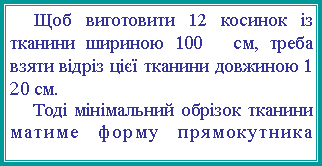 Щоб виготовити 12 косинок із
тканини шириною 100 см, треба
взяти відріз цієї тканини довжиною 1
20 см.
Тоді мінімальний обрізок тканини
матиме форму прямокутника